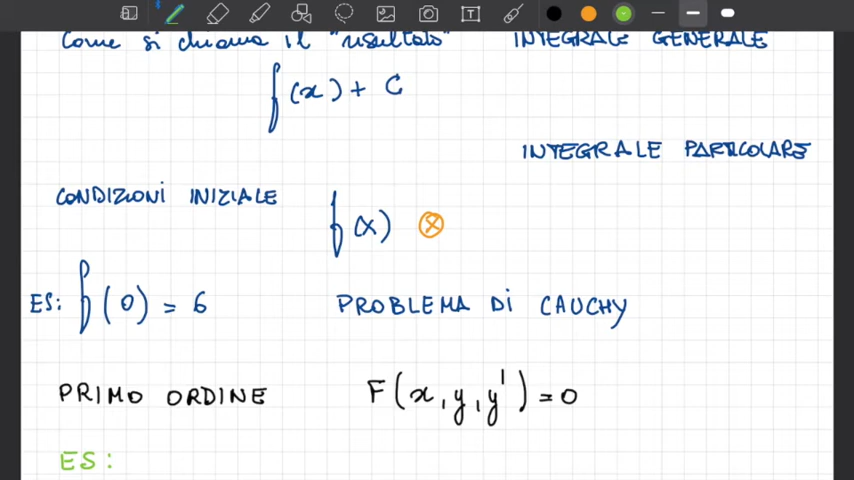 Come si chiama il "risultato" INTEGRALE GENERALE
f(x) + C
INTEGRALE PARTICOLARE
CONDIZIONI INIZIALE f(x)
ES: f(0) = 6 PROBLEMA DI CAUCHY
PRIMO ORDINE F(x, y, y') = 0
ES: